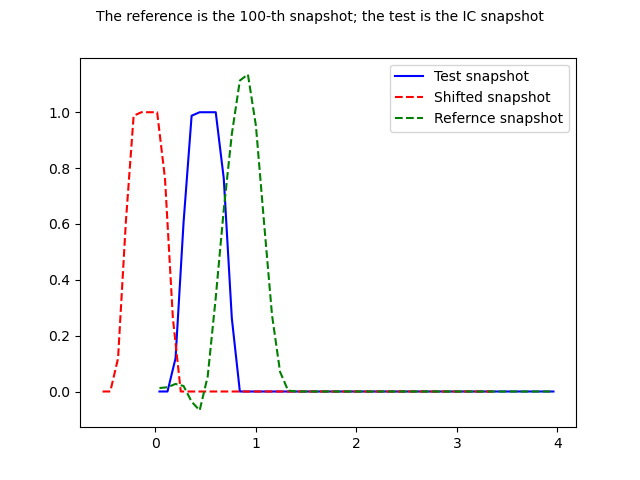 The reference is the 100-th snapshot; the test is the IC snapshot
Test snapshot
Shifted snapshot
Refernce snapshot
1.0
0.8
0.6
0.4
0.2
0.0
0 1 2 3 4